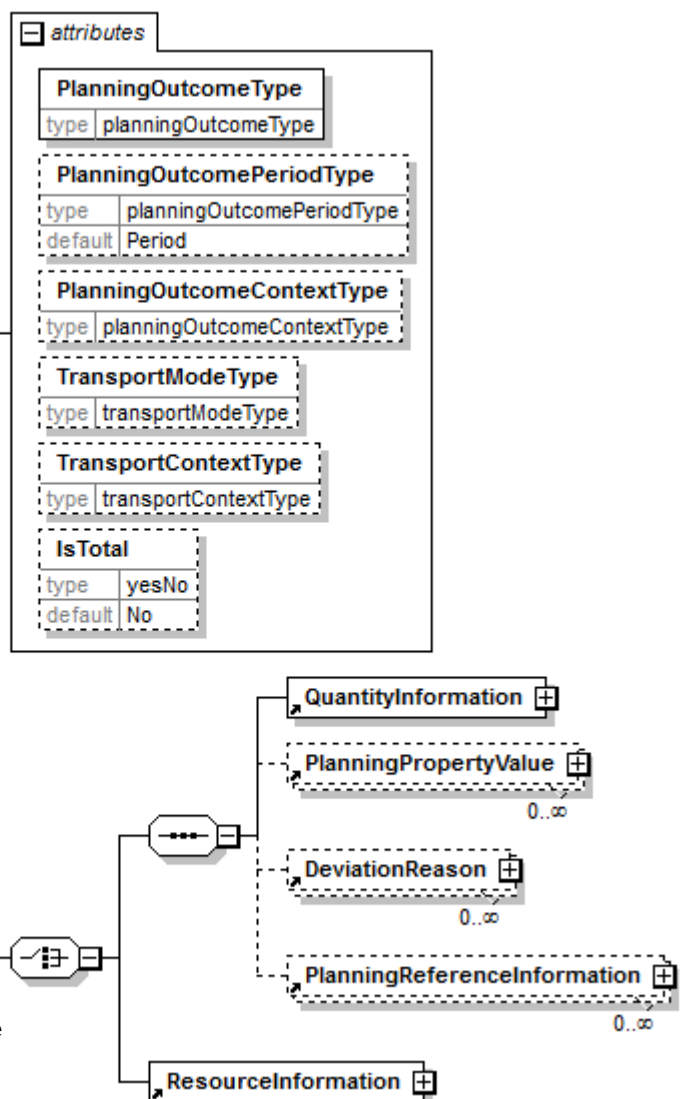 attributes
PlanningOutcomeType
type planningOutcomeType
PlanningOutcomePeriodType
type planningOutcomePeriodType
default Period
PlanningOutcomeContextType
type planningOutcomeContextType
TransportModeType
type transportModeType
TransportContextType
type transportContextType
IsTotal
type yesNo
default No
QuantityInformation
PlanningPropertyValue
0..∞
DeviationReason
0..∞
PlanningReferenceInformation
0..∞
ResourceInformation